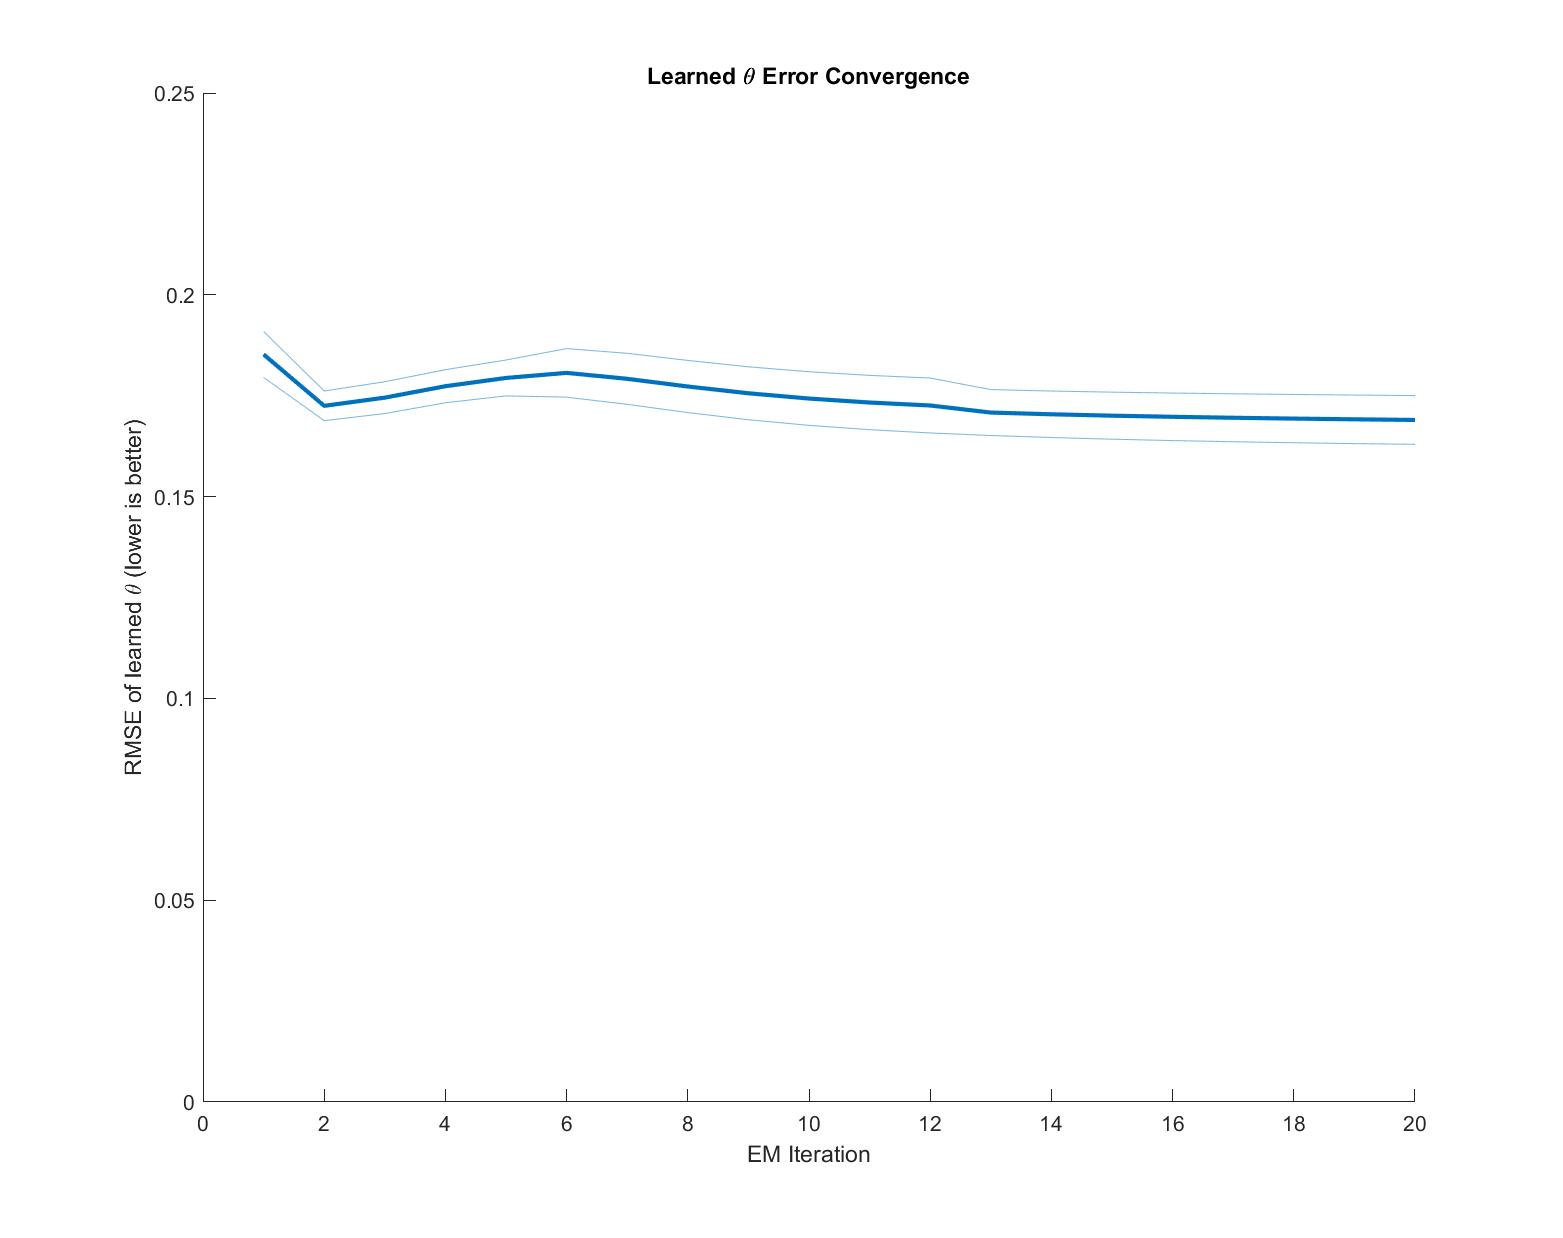 Learned θ Error Convergence
RMSE of learned θ (lower is better)
0.25
0.2
0.15
0.1
0.05
0
0 2 4 6 8 10 12 14 16 18 20
EM Iteration